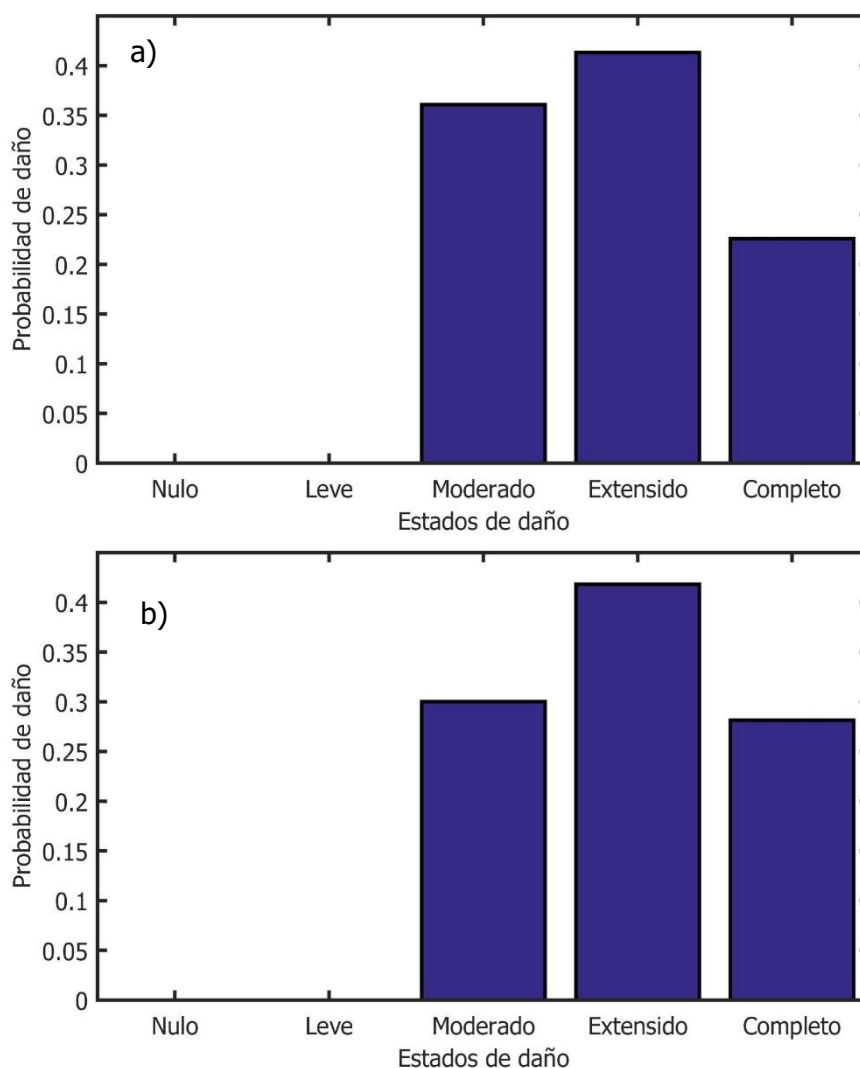 a)
Probabilidad de daño
0.4
0.35
0.3
0.25
0.2
0.15
0.1
0.05
0
Nulo Leve Moderado Extensido Completo
Estados de daño
b)
Probabilidad de daño
0.4
0.35
0.3
0.25
0.2
0.15
0.1
0.05
0
Nulo Leve Moderado Extensido Completo
Estados de daño